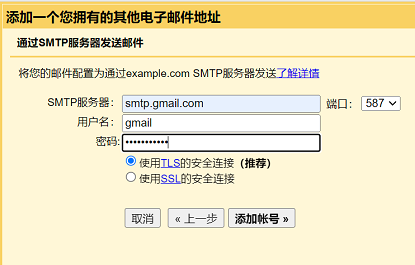 添加一个您拥有的其他电子邮件地址
通过SMTP服务器发送邮件
将您的邮件配置为通过example.com SMTP服务器发送了解详情
SMTP服务器： smtp.gmail.com 端口： 587
用户名： gmail
密码: •••••••••••
使用TLS的安全连接（推荐）
使用SSL的安全连接
取消 « 上一步 添加帐号 »